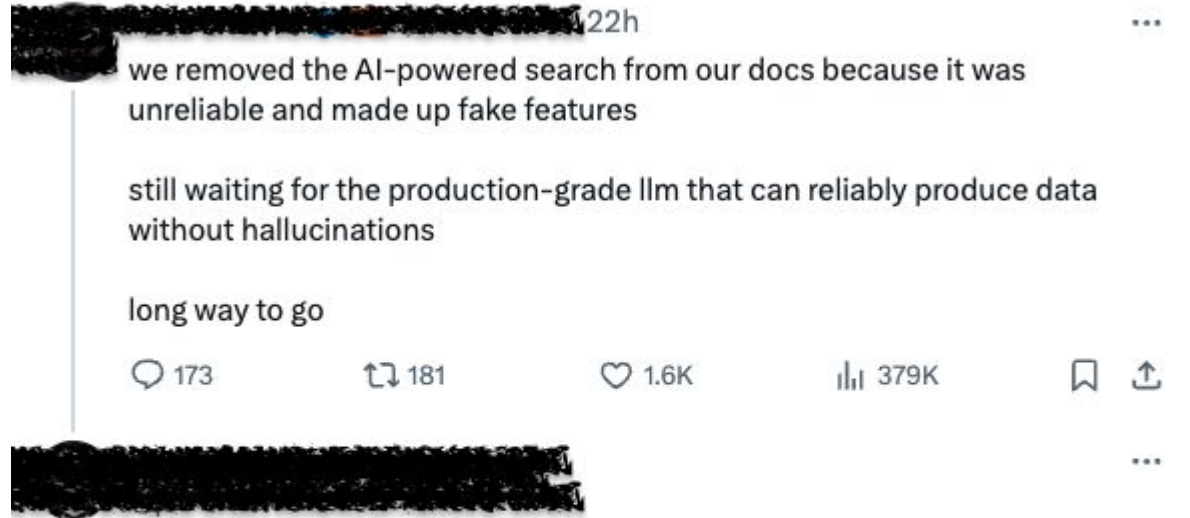 22h
we removed the AI-powered search from our docs because it was
unreliable and made up fake features
still waiting for the production-grade llm that can reliably produce data
without hallucinations
long way to go
173 181 1.6K 379K